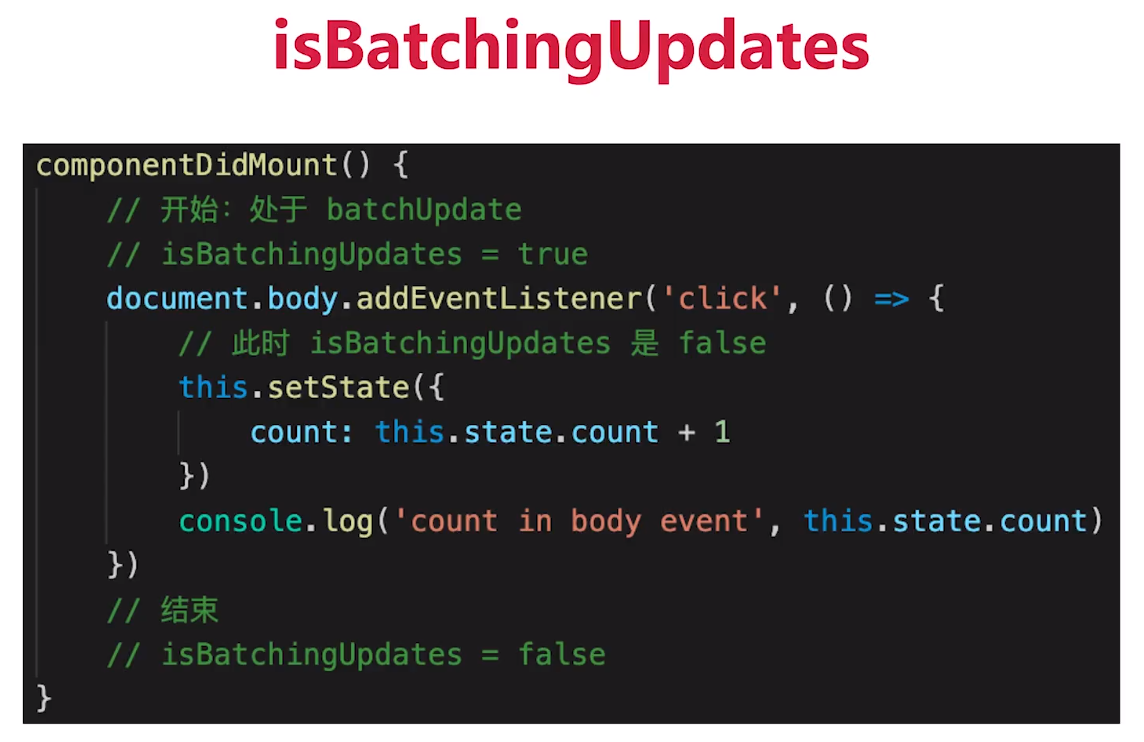 isBatchingUpdates
componentDidMount() {
// 开始：处于 batchUpdate
// isBatchingUpdates = true
document.body.addEventListener('click', () => {
// 此时 isBatchingUpdates 是 false
this.setState({
count: this.state.count + 1
})
console.log('count in body event', this.state.count)
})
// 结束
// isBatchingUpdates = false
}